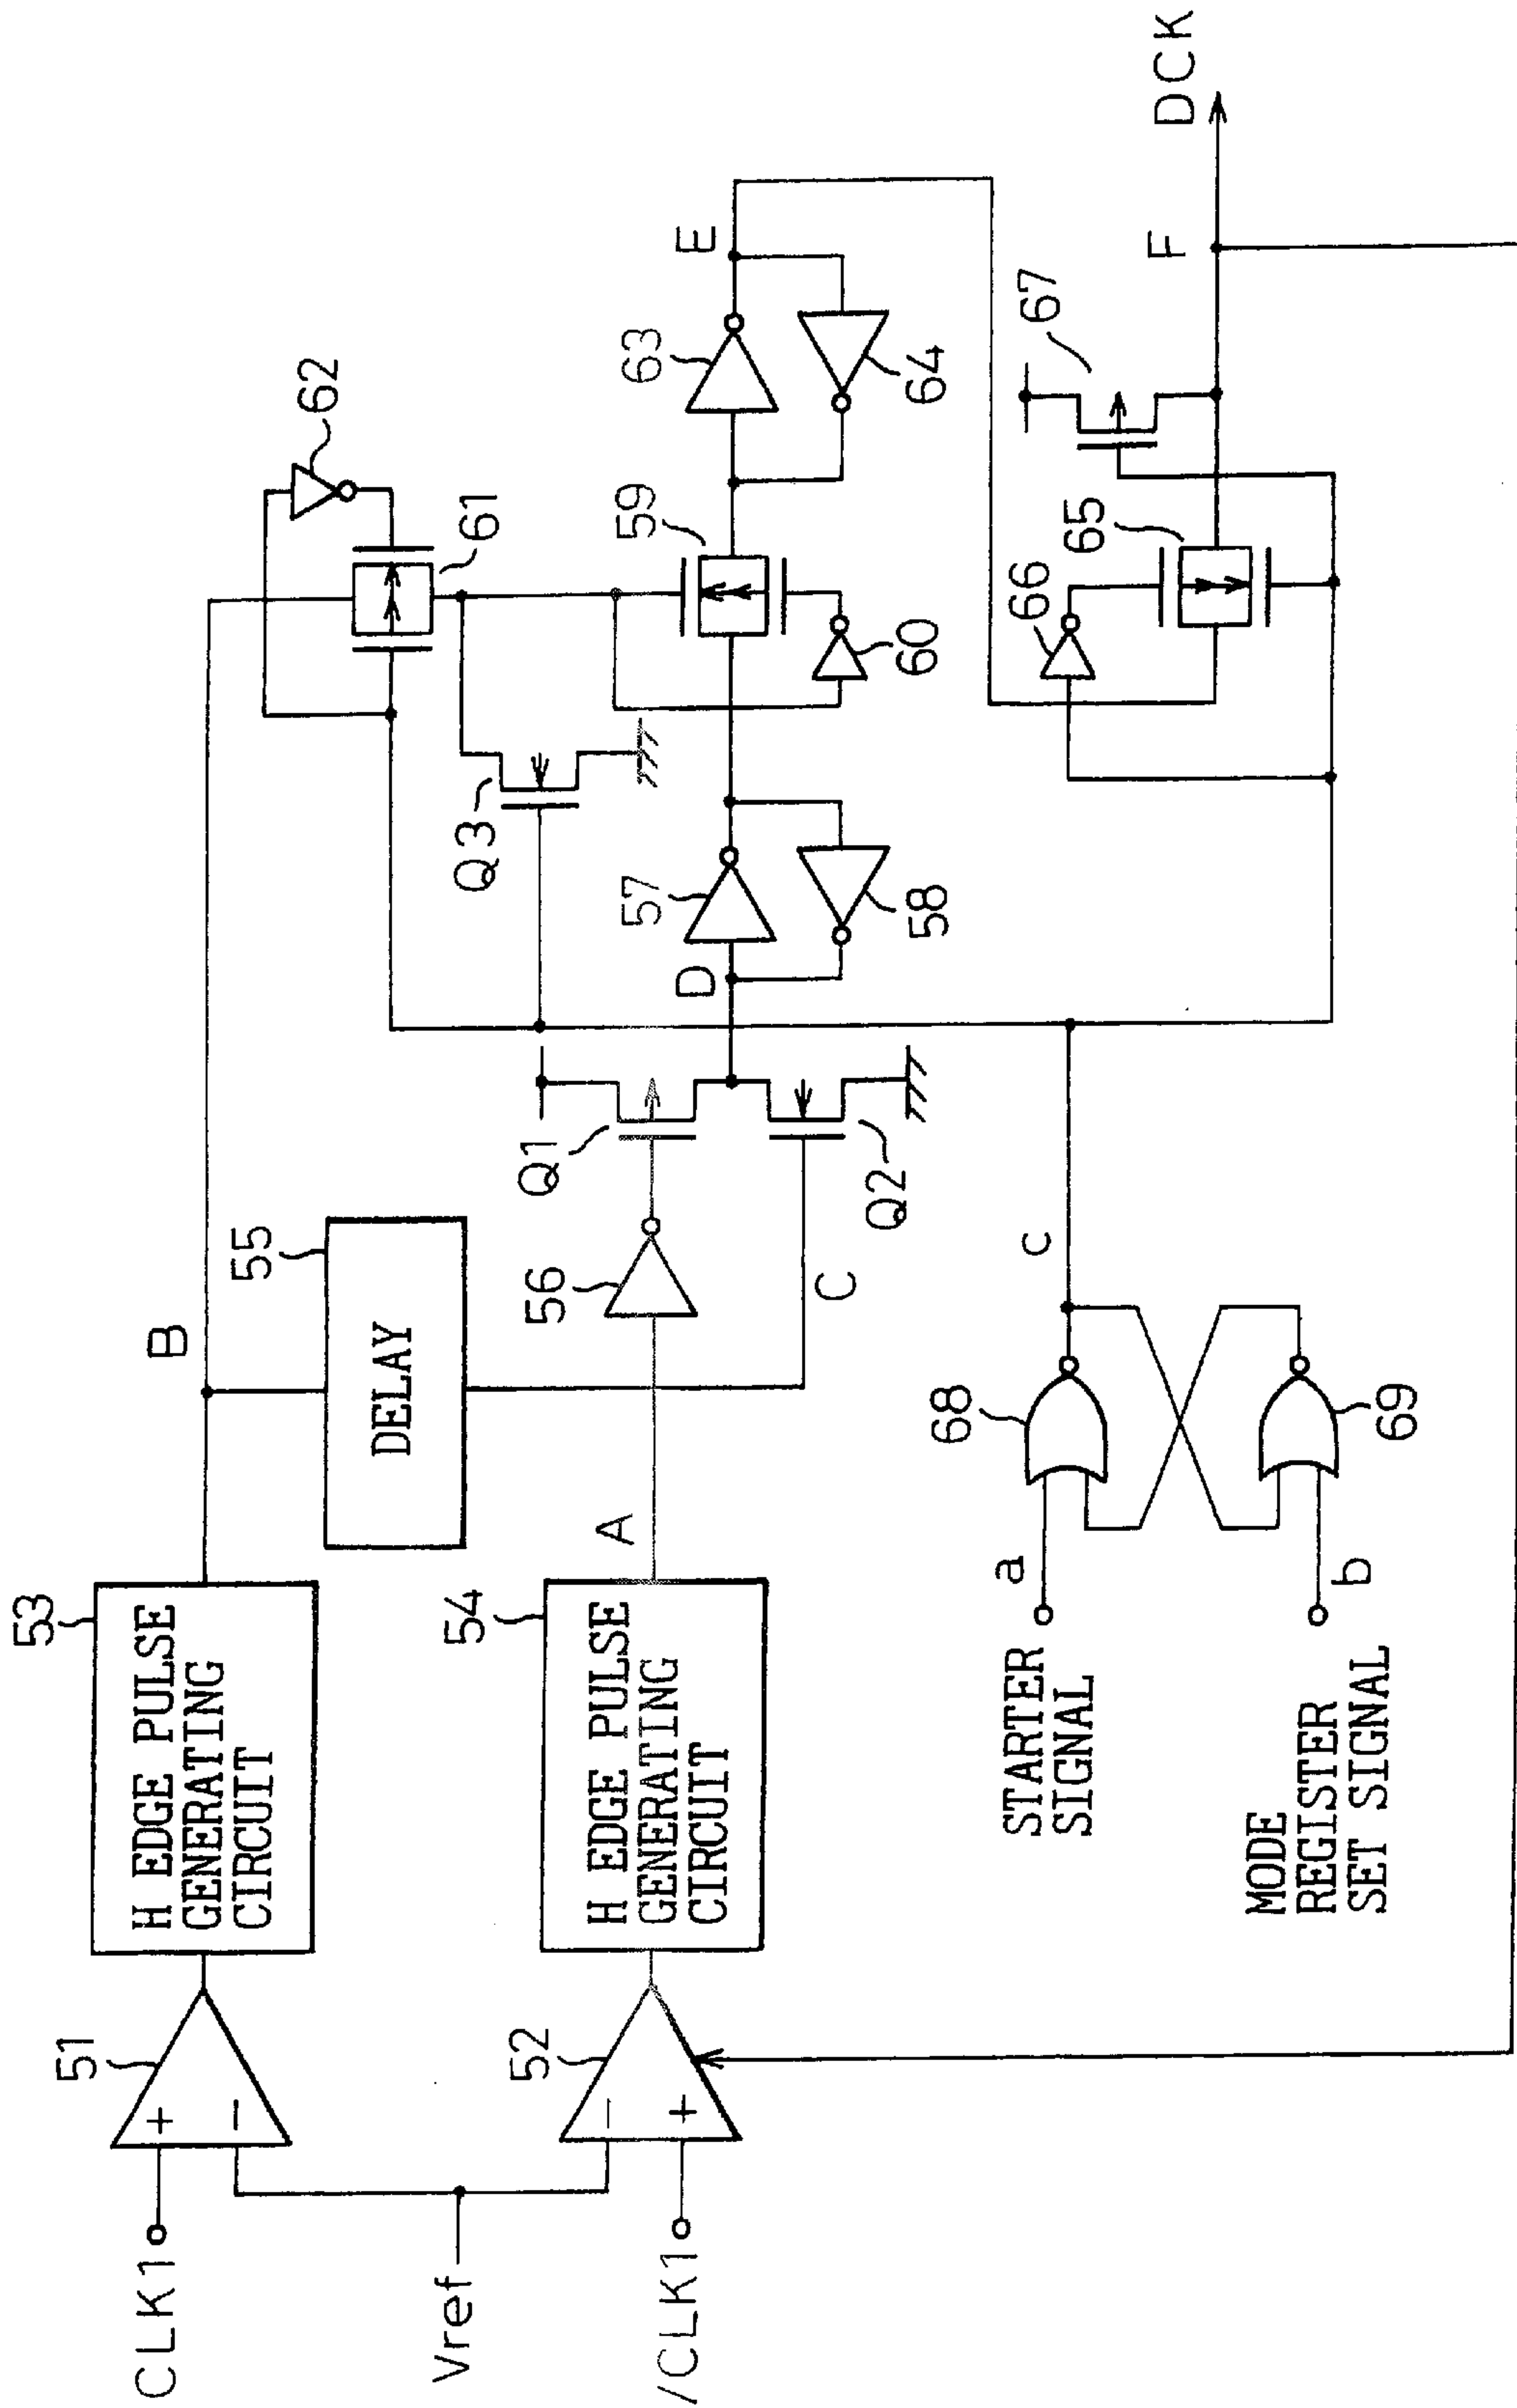 CLK1
Vref
/CLK1
51
+
−
52
−
+
53
H EDGE PULSE
GENERATING
CIRCUIT
54
H EDGE PULSE
GENERATING
CIRCUIT
B
A
55
DELAY
56
C
Q1
Q2
D
57
58
Q3
59
60
61
62
63
64
E
65
66
67
F
DCK
STARTER
SIGNAL
a
MODE
REGISTER
SET SIGNAL
b
68
69
c